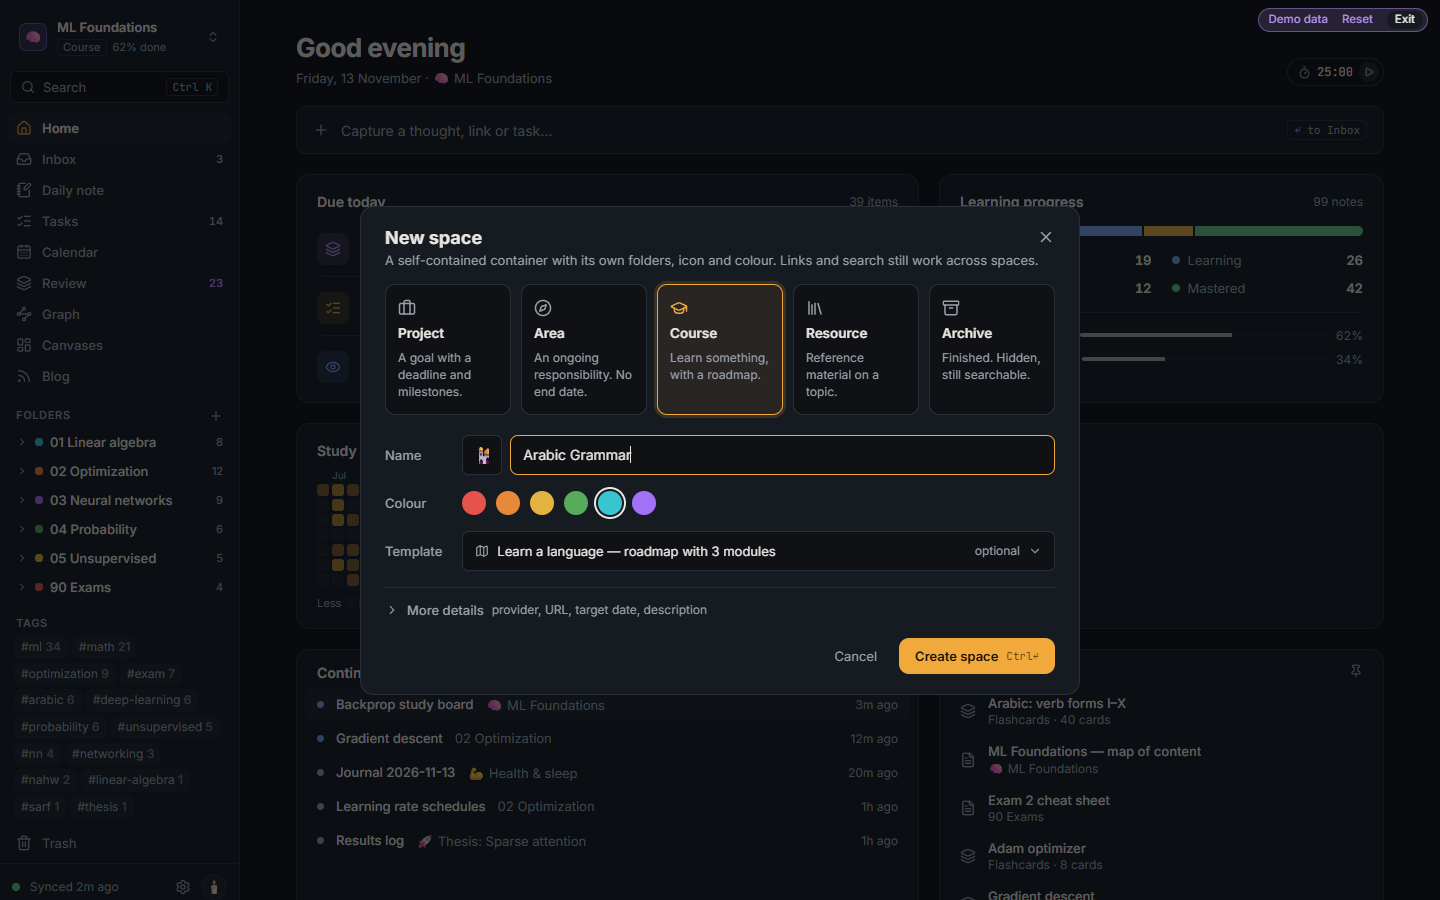 ML Foundations
Course 62% done
Search Ctrl K
Home
Inbox 3
Daily note
Tasks 14
Calendar
Review 23
Graph
Canvases
Blog
FOLDERS
01 Linear algebra 8
02 Optimization 12
03 Neural networks 9
04 Probability 6
05 Unsupervised 5
90 Exams 4
TAGS
#ml 34 #math 21
#optimization 9 #exam 7
#arabic 6 #deep-learning 6
#probability 6 #unsupervised 5
#nn 4 #networking 3
#nahw 2 #linear-algebra 1
#sarf 1 #thesis 1
Trash
Synced 2m ago
Demo data Reset Exit
Good evening
Friday, 13 November · ML Foundations
25:00
Capture a thought, link or task...
↵ to Inbox
Due today 39 items
Learning progress 99 notes
19 Learning 26
12 Mastered 42
62%
34%
Study
Jul
Less
New space
A self-contained container with its own folders, icon and colour. Links and search still work across spaces.
Project
A goal with a
deadline and
milestones.
Area
An ongoing
responsibility. No
end date.
Course
Learn something,
with a roadmap.
Resource
Reference
material on a
topic.
Archive
Finished. Hidden,
still searchable.
Name Arabic Grammar
Colour
Template Learn a language — roadmap with 3 modules optional
More details provider, URL, target date, description
Cancel Create space Ctrl↵
Contin
Backprop study board ML Foundations 3m ago
Gradient descent 02 Optimization 12m ago
Journal 2026-11-13 Health & sleep 20m ago
Learning rate schedules 02 Optimization 1h ago
Results log Thesis: Sparse attention 1h ago
Arabic: verb forms I–X
Flashcards · 40 cards
ML Foundations — map of content
ML Foundations
Exam 2 cheat sheet
90 Exams
Adam optimizer
Flashcards · 8 cards
Gradient descent